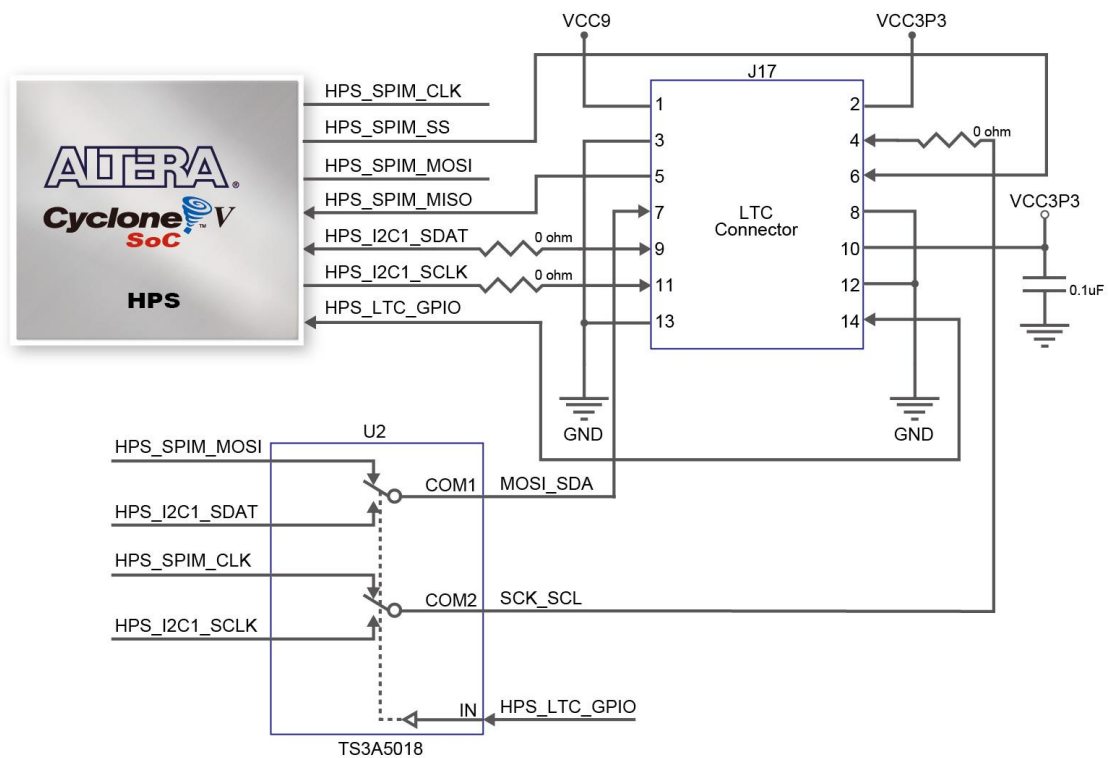 VCC9
VCC3P3
J17
HPS_SPIM_CLK
HPS_SPIM_SS
HPS_SPIM_MOSI
HPS_SPIM_MISO
HPS_I2C1_SDAT
HPS_I2C1_SCLK
HPS_LTC_GPIO
ALTERA®
Cyclone™ V
SoC
HPS
0 ohm
0 ohm
1
3
5
7
9
11
13
LTC
Connector
2
4
6
8
10
12
14
0 ohm
VCC3P3
0.1uF
GND
GND
U2
HPS_SPIM_MOSI
HPS_I2C1_SDAT
HPS_SPIM_CLK
HPS_I2C1_SCLK
COM1
MOSI_SDA
COM2
SCK_SCL
IN
HPS_LTC_GPIO
TS3A5018